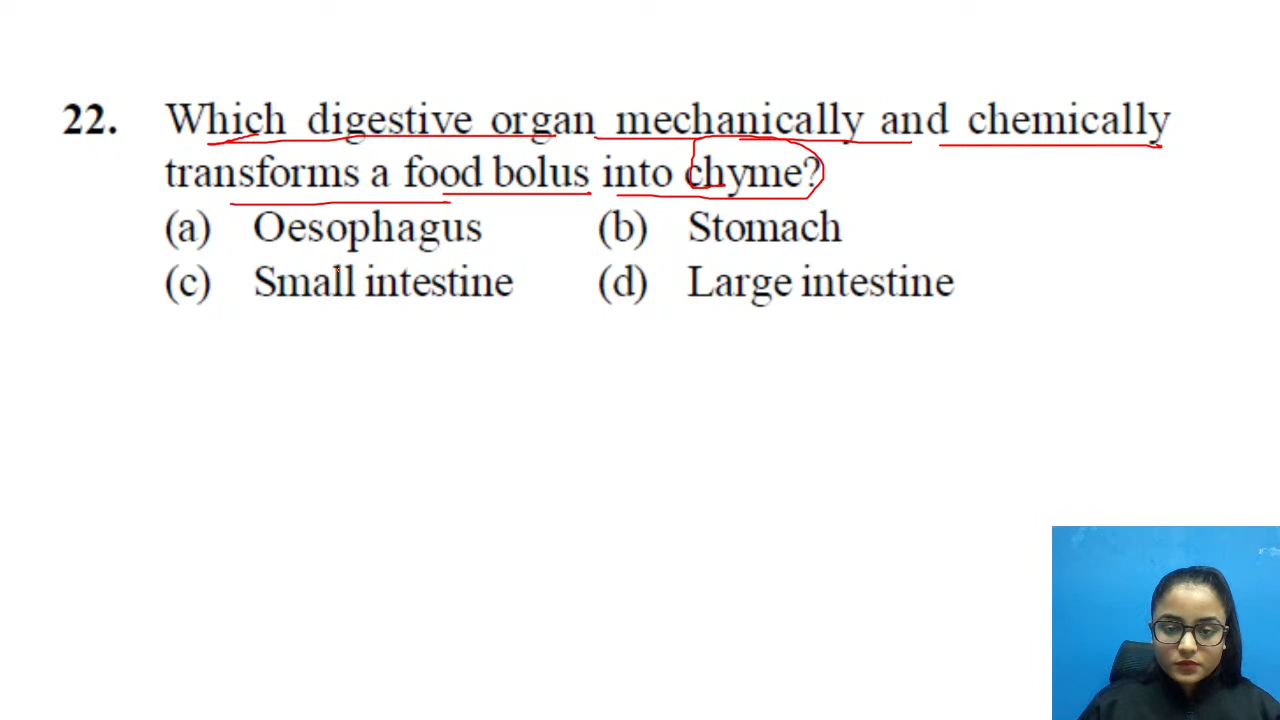 22. Which digestive organ mechanically and chemically
transforms a food bolus into chyme?
(a) Oesophagus (b) Stomach
(c) Small intestine (d) Large intestine